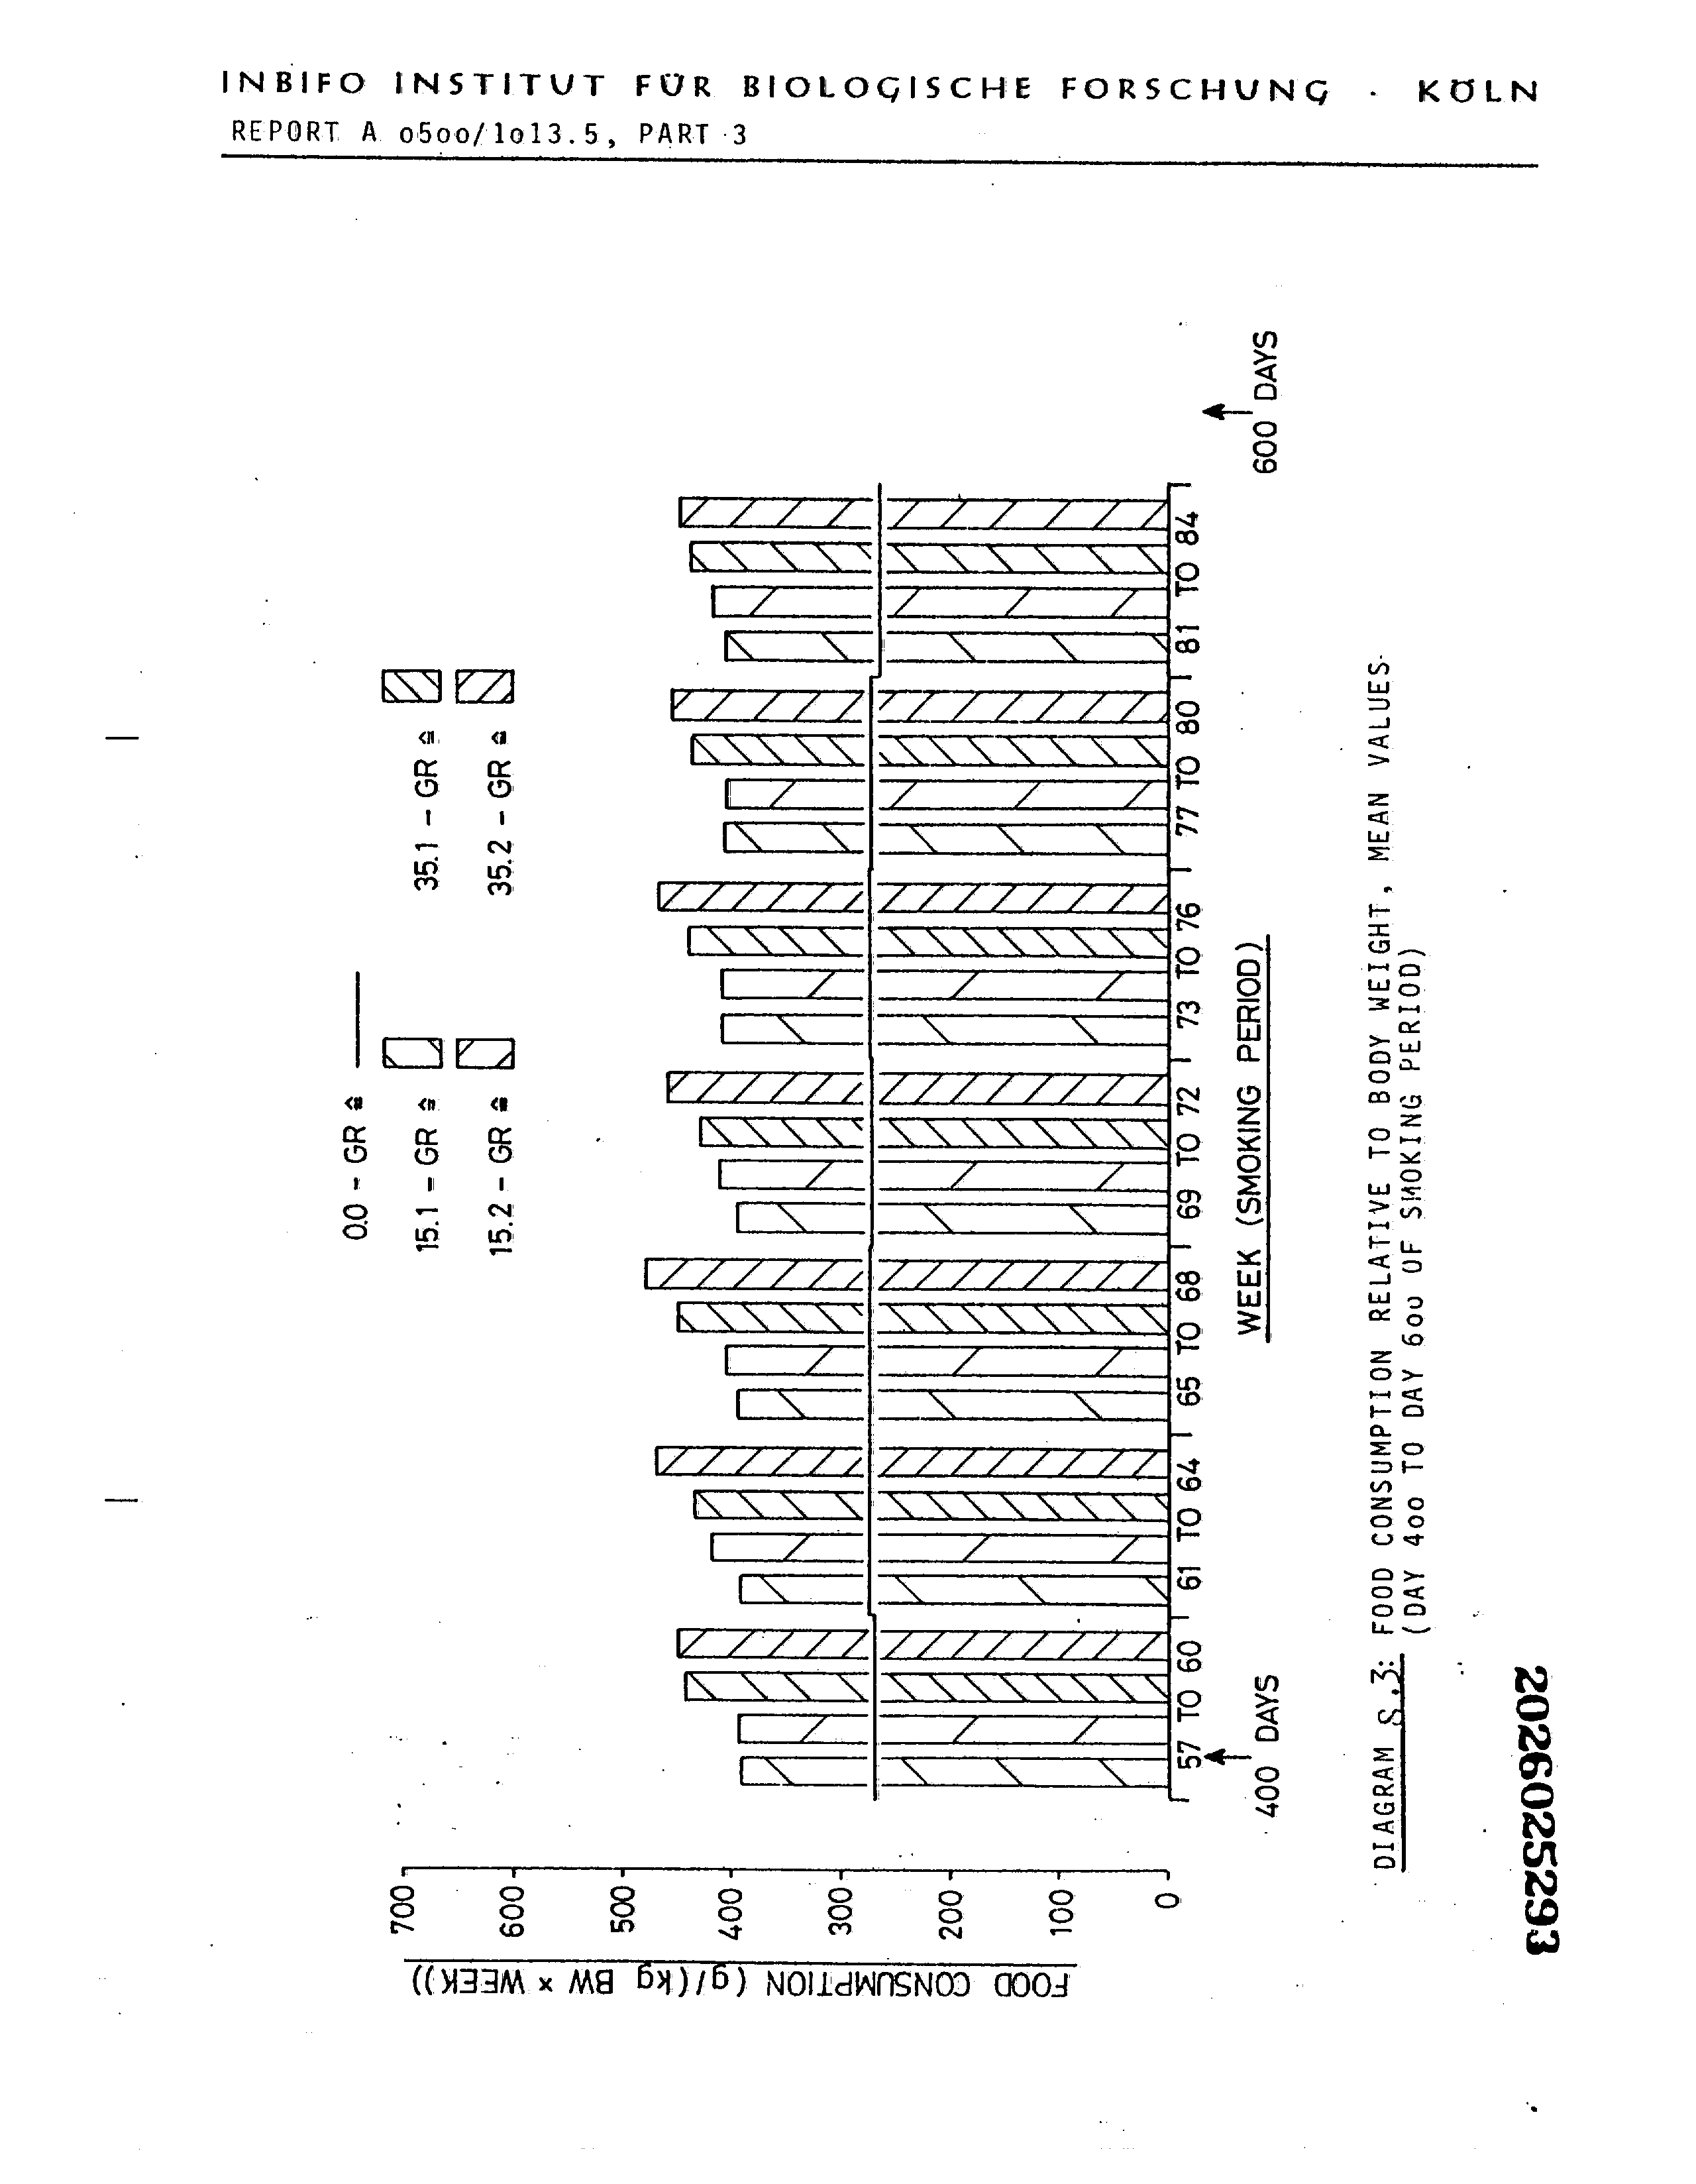 INBIFO INSTITUT FÜR BIOLOGISCHE FORSCHUNG · KÖLN
REPORT A o5oo/1o13.5, PART 3
0.0 - GR ≙
15.1 - GR ≙
15.2 - GR ≙
35.1 - GR ≙
35.2 - GR ≙
FOOD CONSUMPTION (g/(kg BW × WEEK))
700
600
500
400
300
200
100
0
57 TO 60
61 TO 64
65 TO 68
69 TO 72
73 TO 76
77 TO 80
81 TO 84
400 DAYS
600 DAYS
WEEK (SMOKING PERIOD)
DIAGRAM S.3: FOOD CONSUMPTION RELATIVE TO BODY WEIGHT, MEAN VALUES
(DAY 4oo TO DAY 6oo OF SMOKING PERIOD)
2026025293